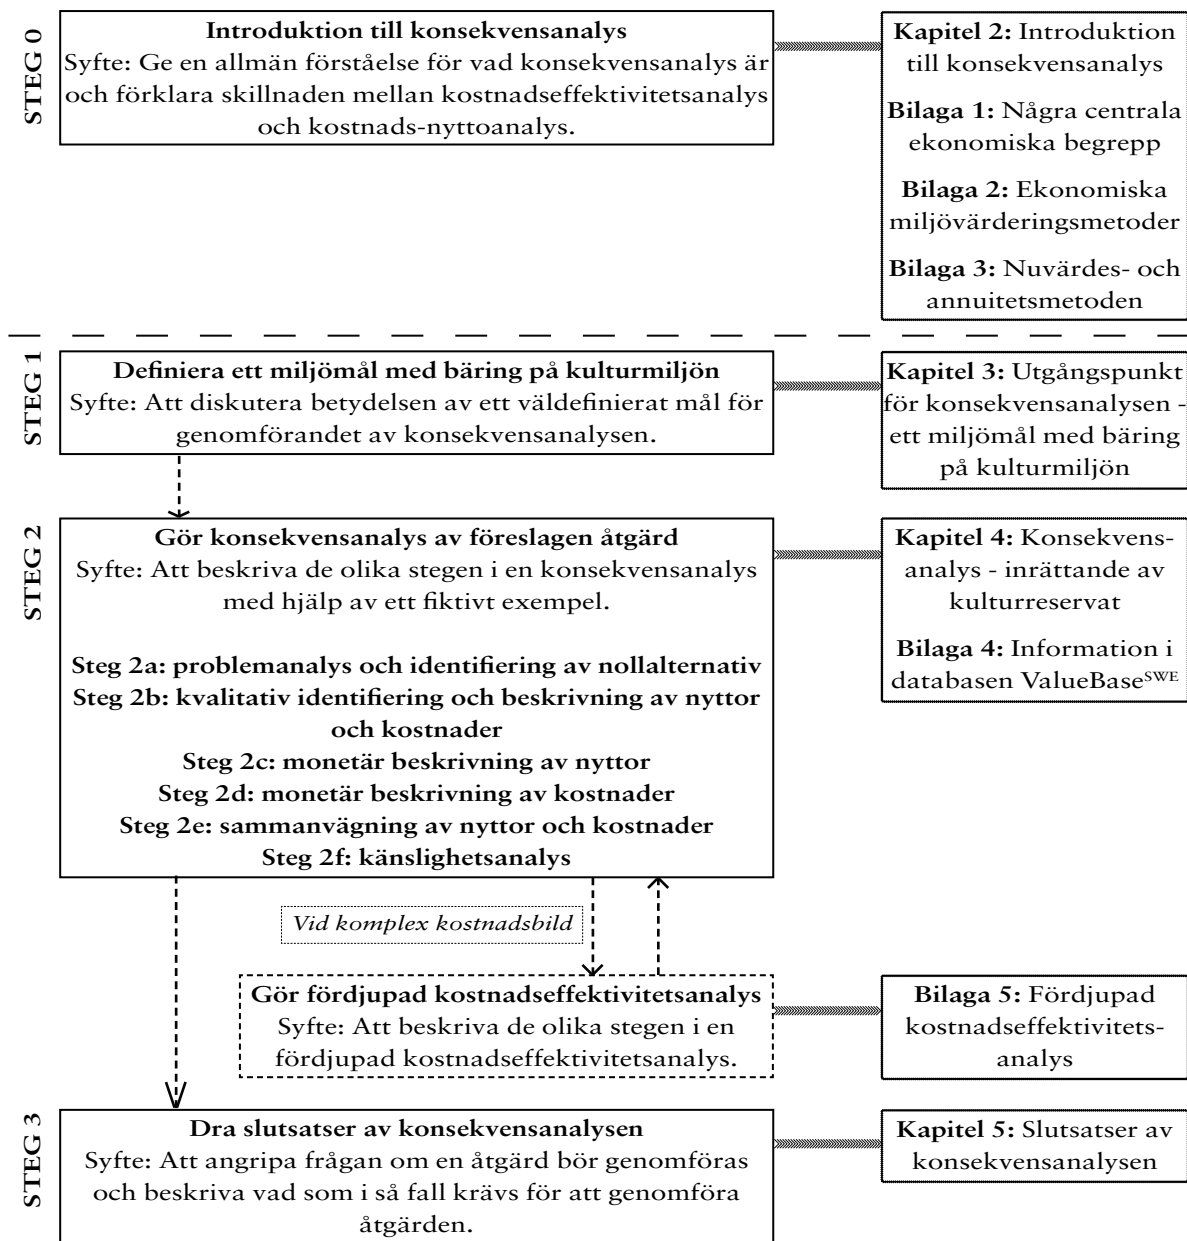 STEG 0
Introduktion till konsekvensanalys
Syfte: Ge en allmän förståelse för vad konsekvensanalys är
och förklara skillnaden mellan kostnadseffektivitetsanalys
och kostnads-nyttoanalys.
Kapitel 2: Introduktion
till konsekvensanalys
Bilaga 1: Några centrala
ekonomiska begrepp
Bilaga 2: Ekonomiska
miljövärderingsmetoder
Bilaga 3: Nuvärdes- och
annuitetsmetoden
STEG 1
Definiera ett miljömål med bäring på kulturmiljön
Syfte: Att diskutera betydelsen av ett väldefinierat mål för
genomförandet av konsekvensanalysen.
Kapitel 3: Utgångspunkt
för konsekvensanalysen -
ett miljömål med bäring
på kulturmiljön
STEG 2
Gör konsekvensanalys av föreslagen åtgärd
Syfte: Att beskriva de olika stegen i en konsekvensanalys
med hjälp av ett fiktivt exempel.
Steg 2a: problemanalys och identifiering av nollalternativ
Steg 2b: kvalitativ identifiering och beskrivning av nyttor
och kostnader
Steg 2c: monetär beskrivning av nyttor
Steg 2d: monetär beskrivning av kostnader
Steg 2e: sammanvägning av nyttor och kostnader
Steg 2f: känslighetsanalys
Kapitel 4: Konsekvens-
analys - inrättande av
kulturreservat
Bilaga 4: Information i
databasen ValueBaseSWE
Vid komplex kostnadsbild
Gör fördjupad kostnadseffektivitetsanalys
Syfte: Att beskriva de olika stegen i en
fördjupad kostnadseffektivitetsanalys.
Bilaga 5: Fördjupad
kostnadseffektivitets-
analys
STEG 3
Dra slutsatser av konsekvensanalysen
Syfte: Att angripa frågan om en åtgärd bör genomföras
och beskriva vad som i så fall krävs för att genomföra
åtgärden.
Kapitel 5: Slutsatser av
konsekvensanalysen